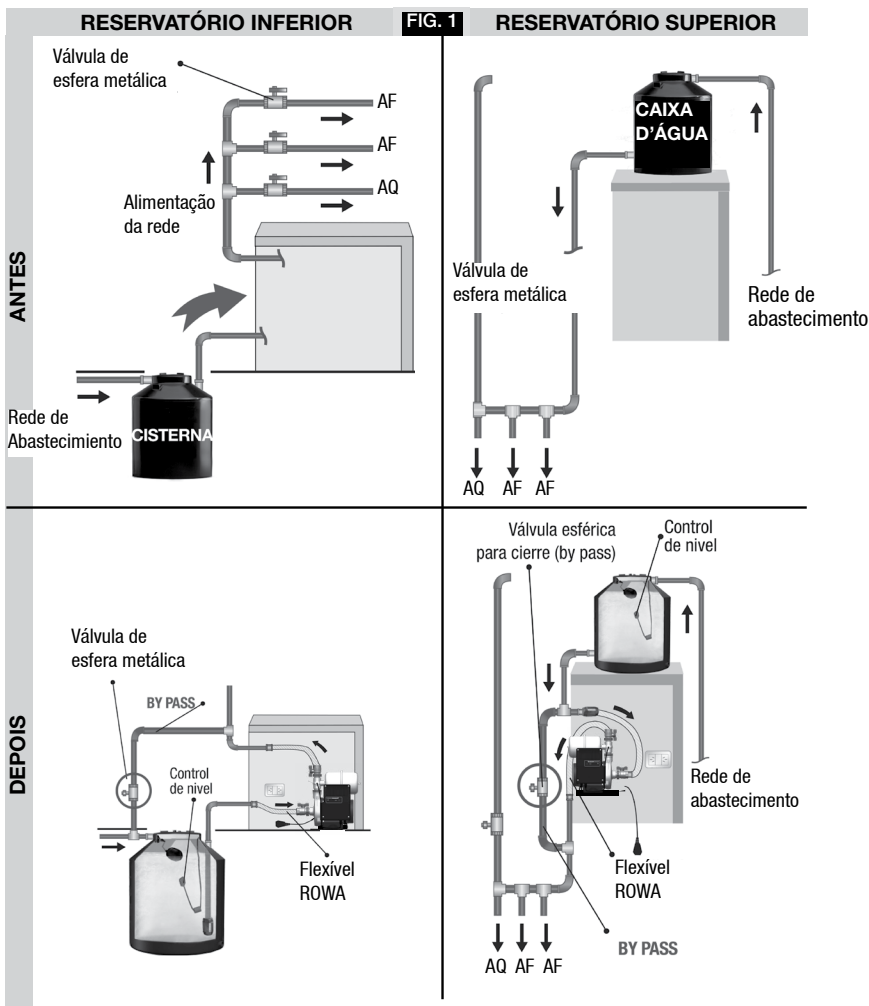 RESERVATÓRIO INFERIOR
FIG. 1
RESERVATÓRIO SUPERIOR
ANTES
Válvula de
esfera metálica
AF
AF
AQ
Alimentação
da rede
Rede de
Abastecimiento
CISTERNA
CAIXA
D'ÁGUA
Válvula de
esfera metálica
Rede de
abastecimento
AQ AF AF
DEPOIS
Válvula de
esfera metálica
BY PASS
Control
de nivel
Flexível
ROWA
Válvula esférica
para cierre (by pass)
Control
de nivel
Rede de
abastecimento
Flexível
ROWA
BY PASS
AQ AF AF